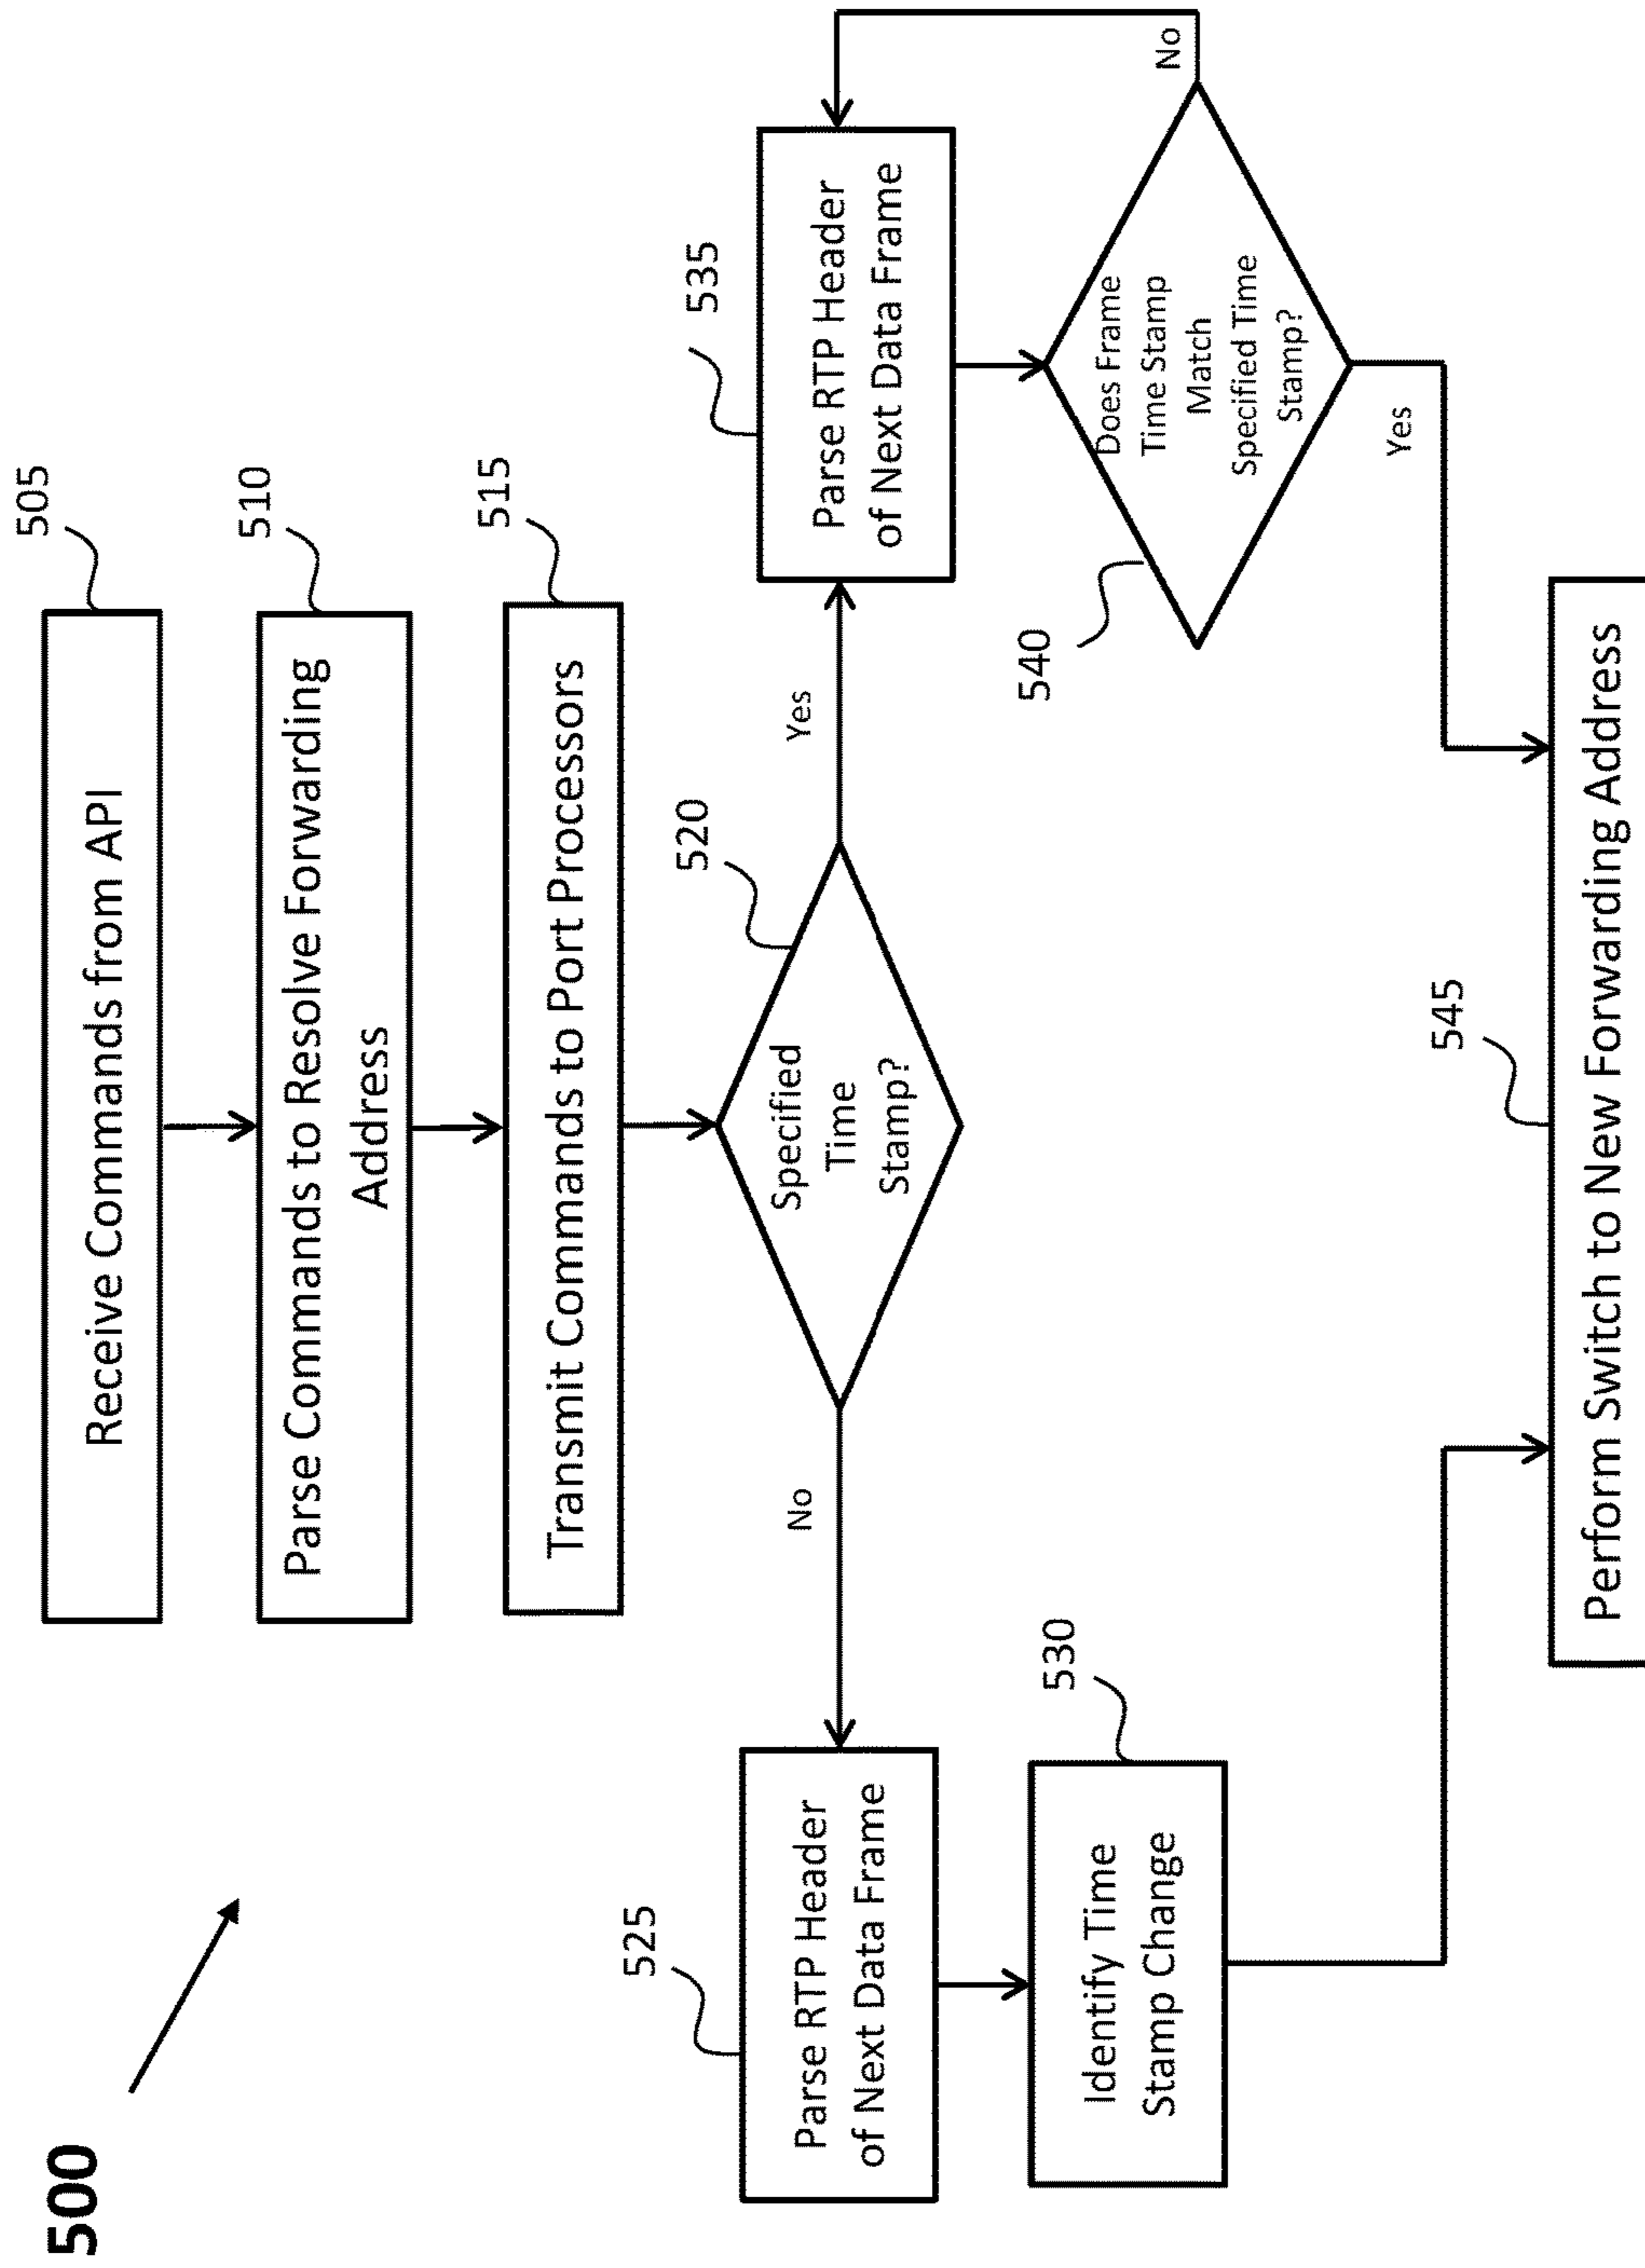 500
505
Receive Commands from API
510
Parse Commands to Resolve Forwarding
Address
515
Transmit Commands to Port Processors
520
Specified
Time
Stamp?
No
Yes
525
Parse RTP Header
of Next Data Frame
530
Identify Time
Stamp Change
535
Parse RTP Header
of Next Data Frame
540
Does Frame
Time Stamp
Match
Specified Time
Stamp?
No
Yes
545
Perform Switch to New Forwarding Address